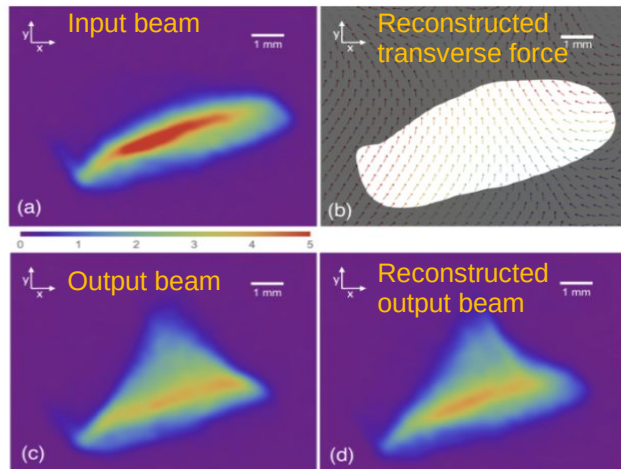 y
Input beam
x
1 mm
(a)
y
Reconstructed
x
transverse force
1 mm
(b)
0 1 2 3 4 5
y
Output beam
x
1 mm
(c)
y
Reconstructed
x
output beam
1 mm
(d)